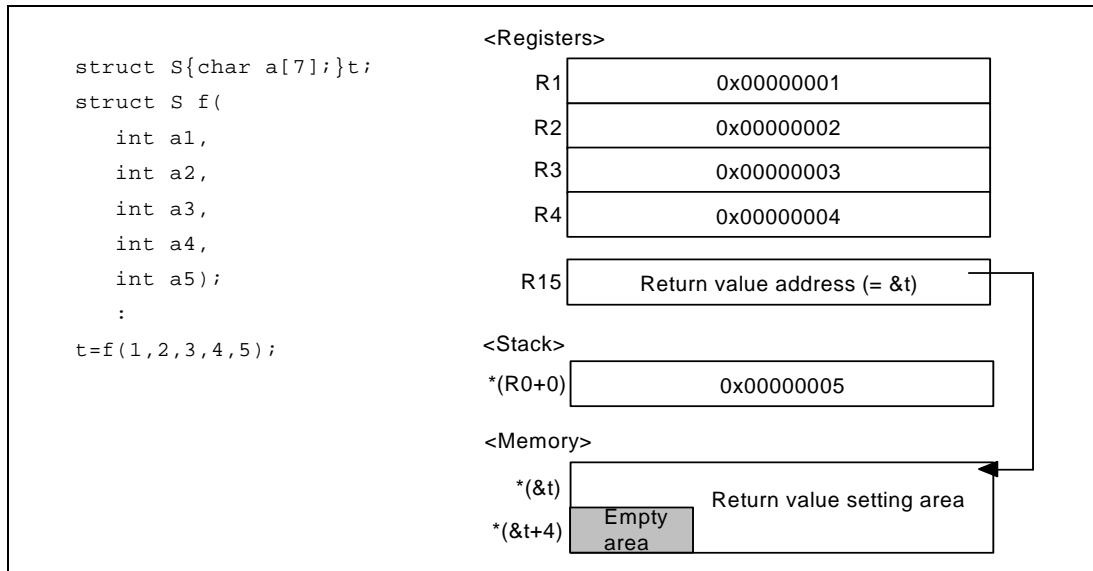 struct S{char a[7];}t;
struct S f(
int a1,
int a2,
int a3,
int a4,
int a5);
:
t=f(1,2,3,4,5);
<Registers>
R1 0x00000001
R2 0x00000002
R3 0x00000003
R4 0x00000004
R15 Return value address (= &t)
<Stack>
*(R0+0) 0x00000005
<Memory>
*(&t) Return value setting area
*(&t+4) Empty
area